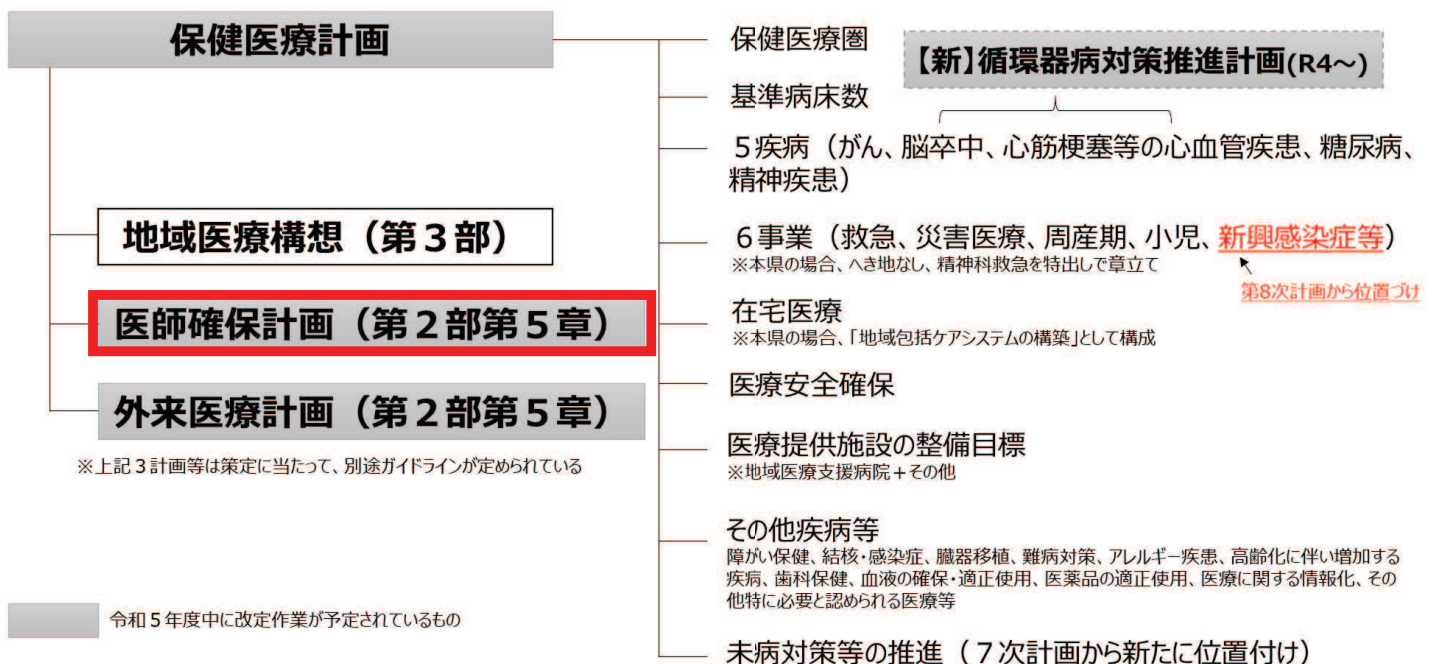 保健医療計画
地域医療構想（第３部）
医師確保計画（第２部第５章）
外来医療計画（第２部第５章）
※上記３計画等は策定に当たって、別途ガイドラインが定められている
令和５年度中に改定作業が予定されているもの
保健医療圏
【新】循環器病対策推進計画(R4～)
基準病床数
５疾病（がん、脳卒中、心筋梗塞等の心血管疾患、糖尿病、
精神疾患）
６事業（救急、災害医療、周産期、小児、新興感染症等）
※本県の場合、へき地なし、精神科救急を特出しで章立て
第8次計画から位置づけ
在宅医療
※本県の場合、「地域包括ケアシステムの構築」として構成
医療安全確保
医療提供施設の整備目標
※地域医療支援病院＋その他
その他疾病等
障がい保健、結核・感染症、臓器移植、難病対策、アレルギー疾患、高齢化に伴い増加する
疾病、歯科保健、血液の確保・適正使用、医薬品の適正使用、医療に関する情報化、その
他特に必要と認められる医療等
未病対策等の推進（７次計画から新たに位置付け）